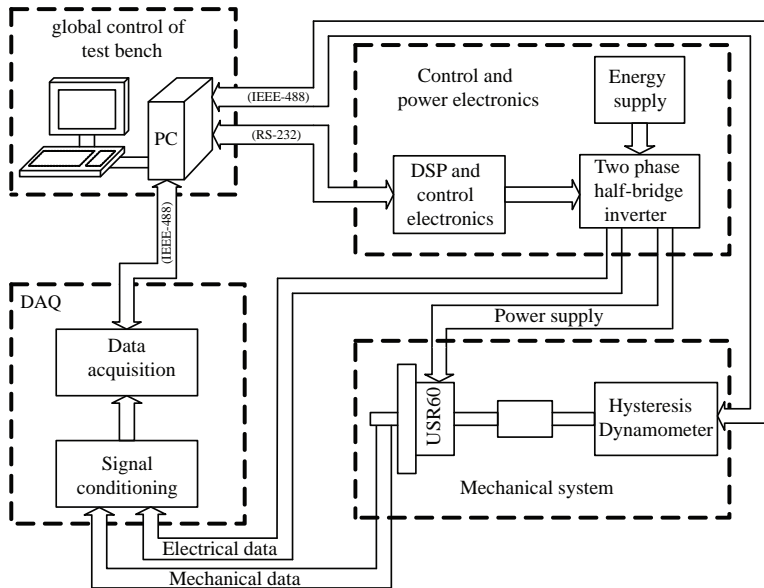 global control of
test bench
PC
(IEEE-488)
(RS-232)
(IEEE-488)
Control and
power electronics
Energy
supply
DSP and
control
electronics
Two phase
half-bridge
inverter
DAQ
Data
acquisition
Signal
conditioning
Power supply
USR60
Hysteresis
Dynamometer
Mechanical system
Electrical data
Mechanical data